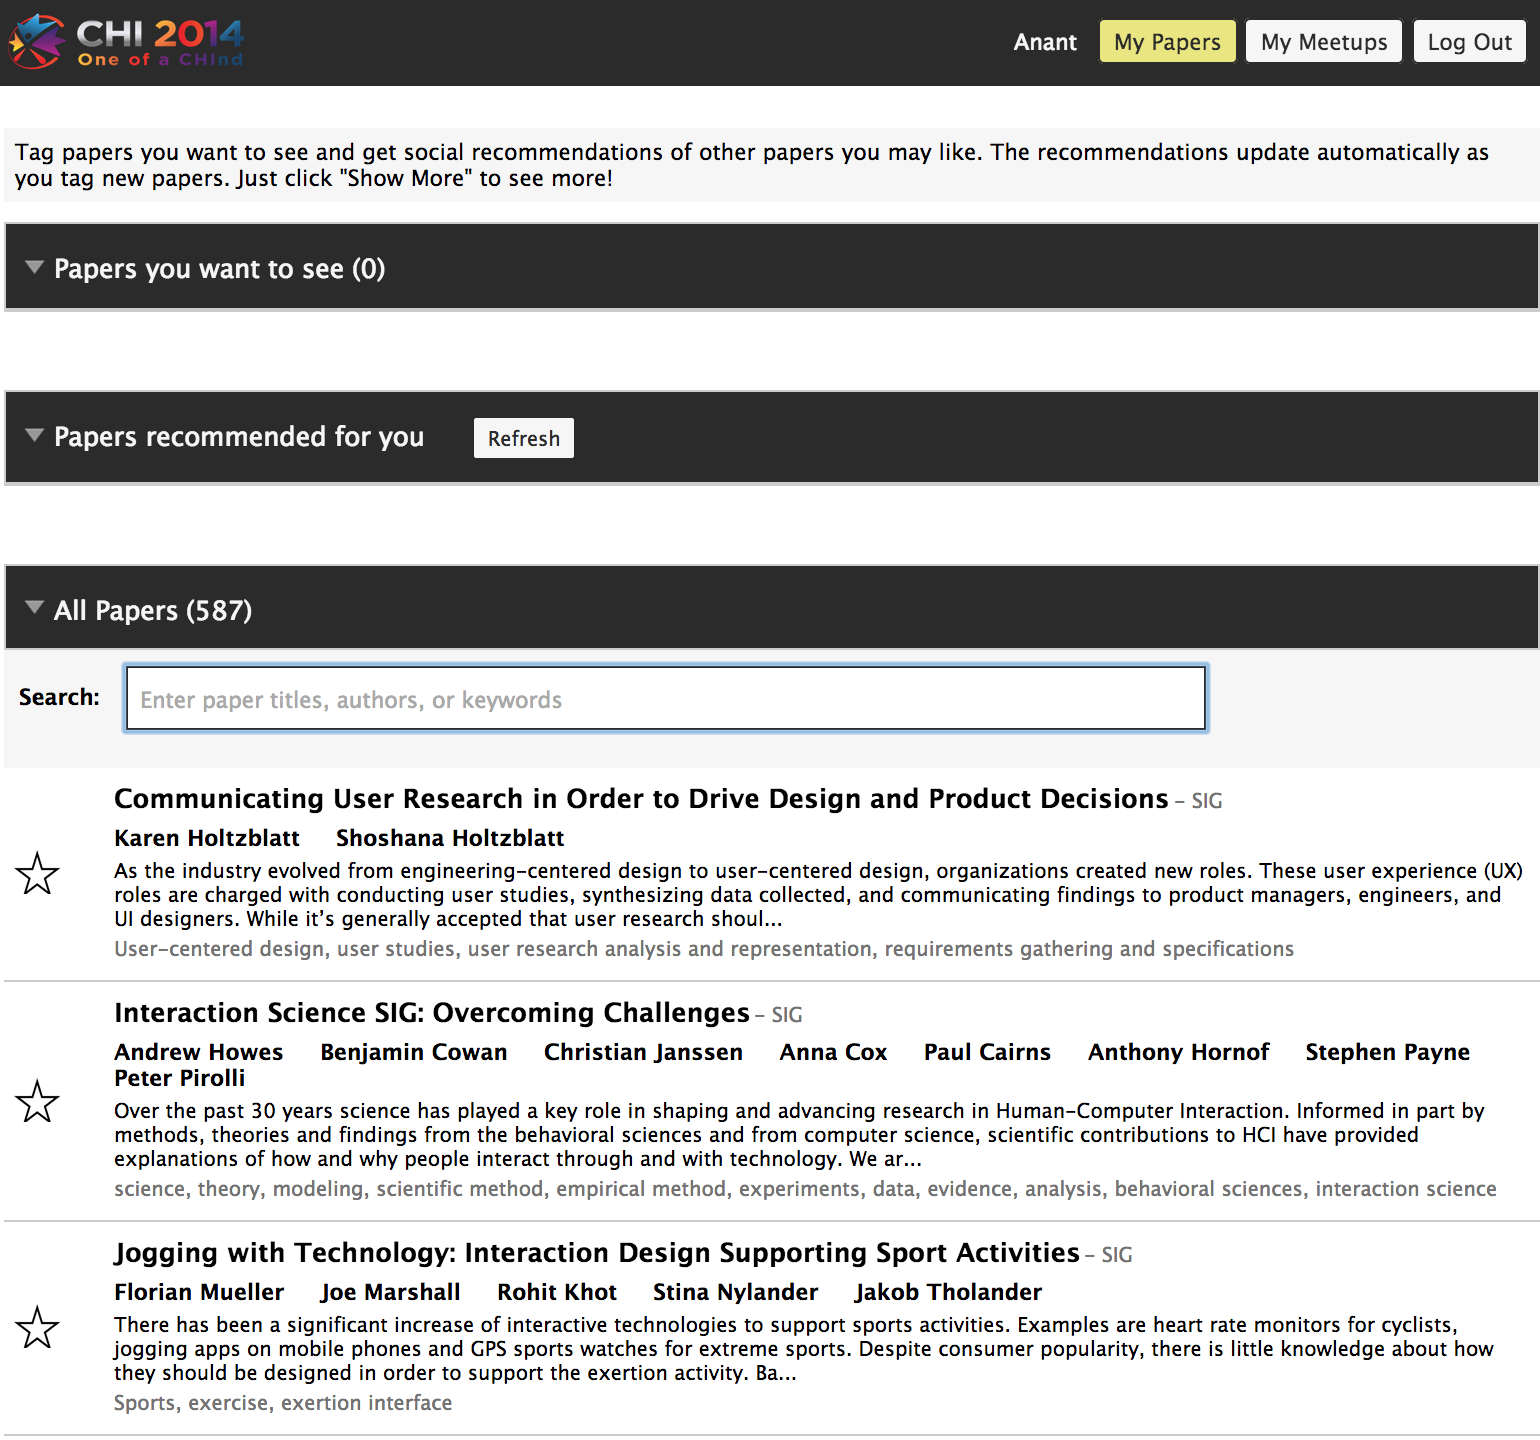 CHI 2014
One of a CHInd
Anant My Papers My Meetups Log Out
Tag papers you want to see and get social recommendations of other papers you may like. The recommendations update automatically as
you tag new papers. Just click "Show More" to see more!
Papers you want to see (0)
Papers recommended for you Refresh
All Papers (587)
Search: Enter paper titles, authors, or keywords
Communicating User Research in Order to Drive Design and Product Decisions – SIG
Karen Holtzblatt Shoshana Holtzblatt
As the industry evolved from engineering-centered design to user-centered design, organizations created new roles. These user experience (UX)
roles are charged with conducting user studies, synthesizing data collected, and communicating findings to product managers, engineers, and
UI designers. While it’s generally accepted that user research shoul...
User-centered design, user studies, user research analysis and representation, requirements gathering and specifications
Interaction Science SIG: Overcoming Challenges – SIG
Andrew Howes Benjamin Cowan Christian Janssen Anna Cox Paul Cairns Anthony Hornof Stephen Payne
Peter Pirolli
Over the past 30 years science has played a key role in shaping and advancing research in Human-Computer Interaction. Informed in part by
methods, theories and findings from the behavioral sciences and from computer science, scientific contributions to HCI have provided
explanations of how and why people interact through and with technology. We ar...
science, theory, modeling, scientific method, empirical method, experiments, data, evidence, analysis, behavioral sciences, interaction science
Jogging with Technology: Interaction Design Supporting Sport Activities – SIG
Florian Mueller Joe Marshall Rohit Khot Stina Nylander Jakob Tholander
There has been a significant increase of interactive technologies to support sports activities. Examples are heart rate monitors for cyclists,
jogging apps on mobile phones and GPS sports watches for extreme sports. Despite consumer popularity, there is little knowledge about how
they should be designed in order to support the exertion activity. Ba...
Sports, exercise, exertion interface